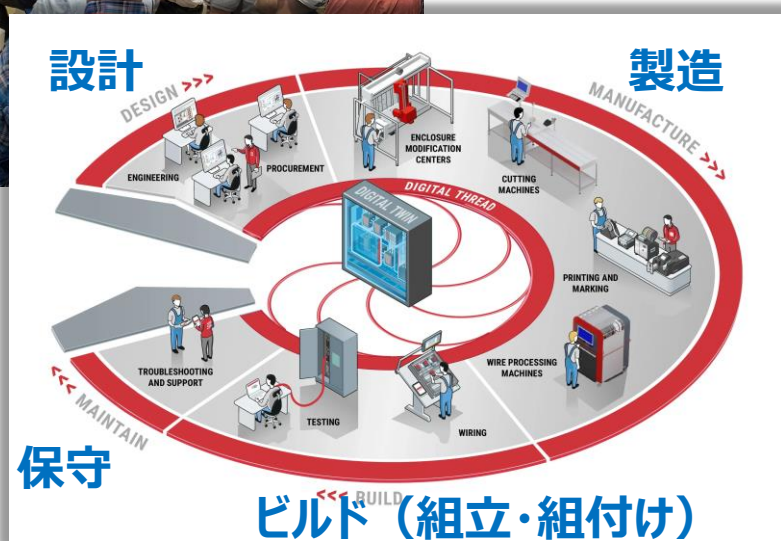 設計
製造
DESIGN >>>
MANUFACTURE >>>
ENGINEERING
PROCUREMENT
ENCLOSURE
MODIFICATION
CENTERS
CUTTING
MACHINES
DIGITAL THREAD
DIGITAL TWIN
PRINTING AND
MARKING
WIRE PROCESSING
MACHINES
WIRING
TESTING
TROUBLESHOOTING
AND SUPPORT
<<< MAINTAIN
保守
<<< BUILD
ビルド（組立・組付け）